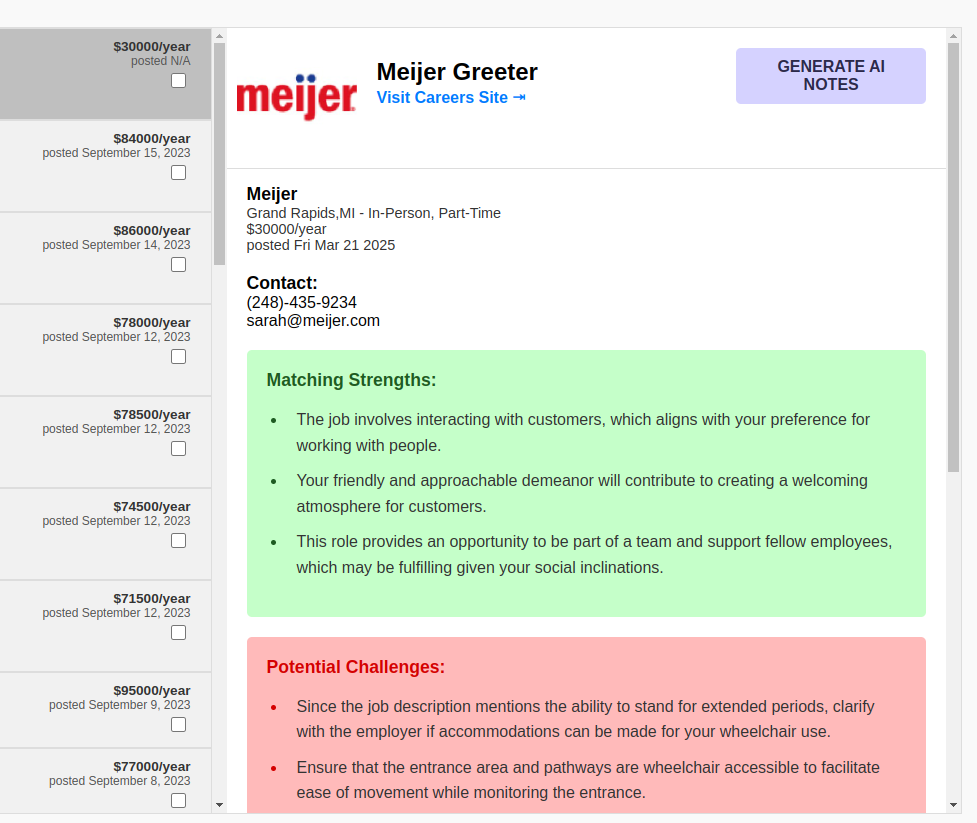 $30000/year
posted N/A
$84000/year
posted September 15, 2023
$86000/year
posted September 14, 2023
$78000/year
posted September 12, 2023
$78500/year
posted September 12, 2023
$74500/year
posted September 12, 2023
$71500/year
posted September 12, 2023
$95000/year
posted September 9, 2023
$77000/year
posted September 8, 2023
meijer
Meijer Greeter
Visit Careers Site ⇥
GENERATE AI
NOTES
Meijer
Grand Rapids,MI - In-Person, Part-Time
$30000/year
posted Fri Mar 21 2025
Contact:
(248)-435-9234
sarah@meijer.com
Matching Strengths:
• The job involves interacting with customers, which aligns with your preference for
working with people.
• Your friendly and approachable demeanor will contribute to creating a welcoming
atmosphere for customers.
• This role provides an opportunity to be part of a team and support fellow employees,
which may be fulfilling given your social inclinations.
Potential Challenges:
• Since the job description mentions the ability to stand for extended periods, clarify
with the employer if accommodations can be made for your wheelchair use.
• Ensure that the entrance area and pathways are wheelchair accessible to facilitate
ease of movement while monitoring the entrance.